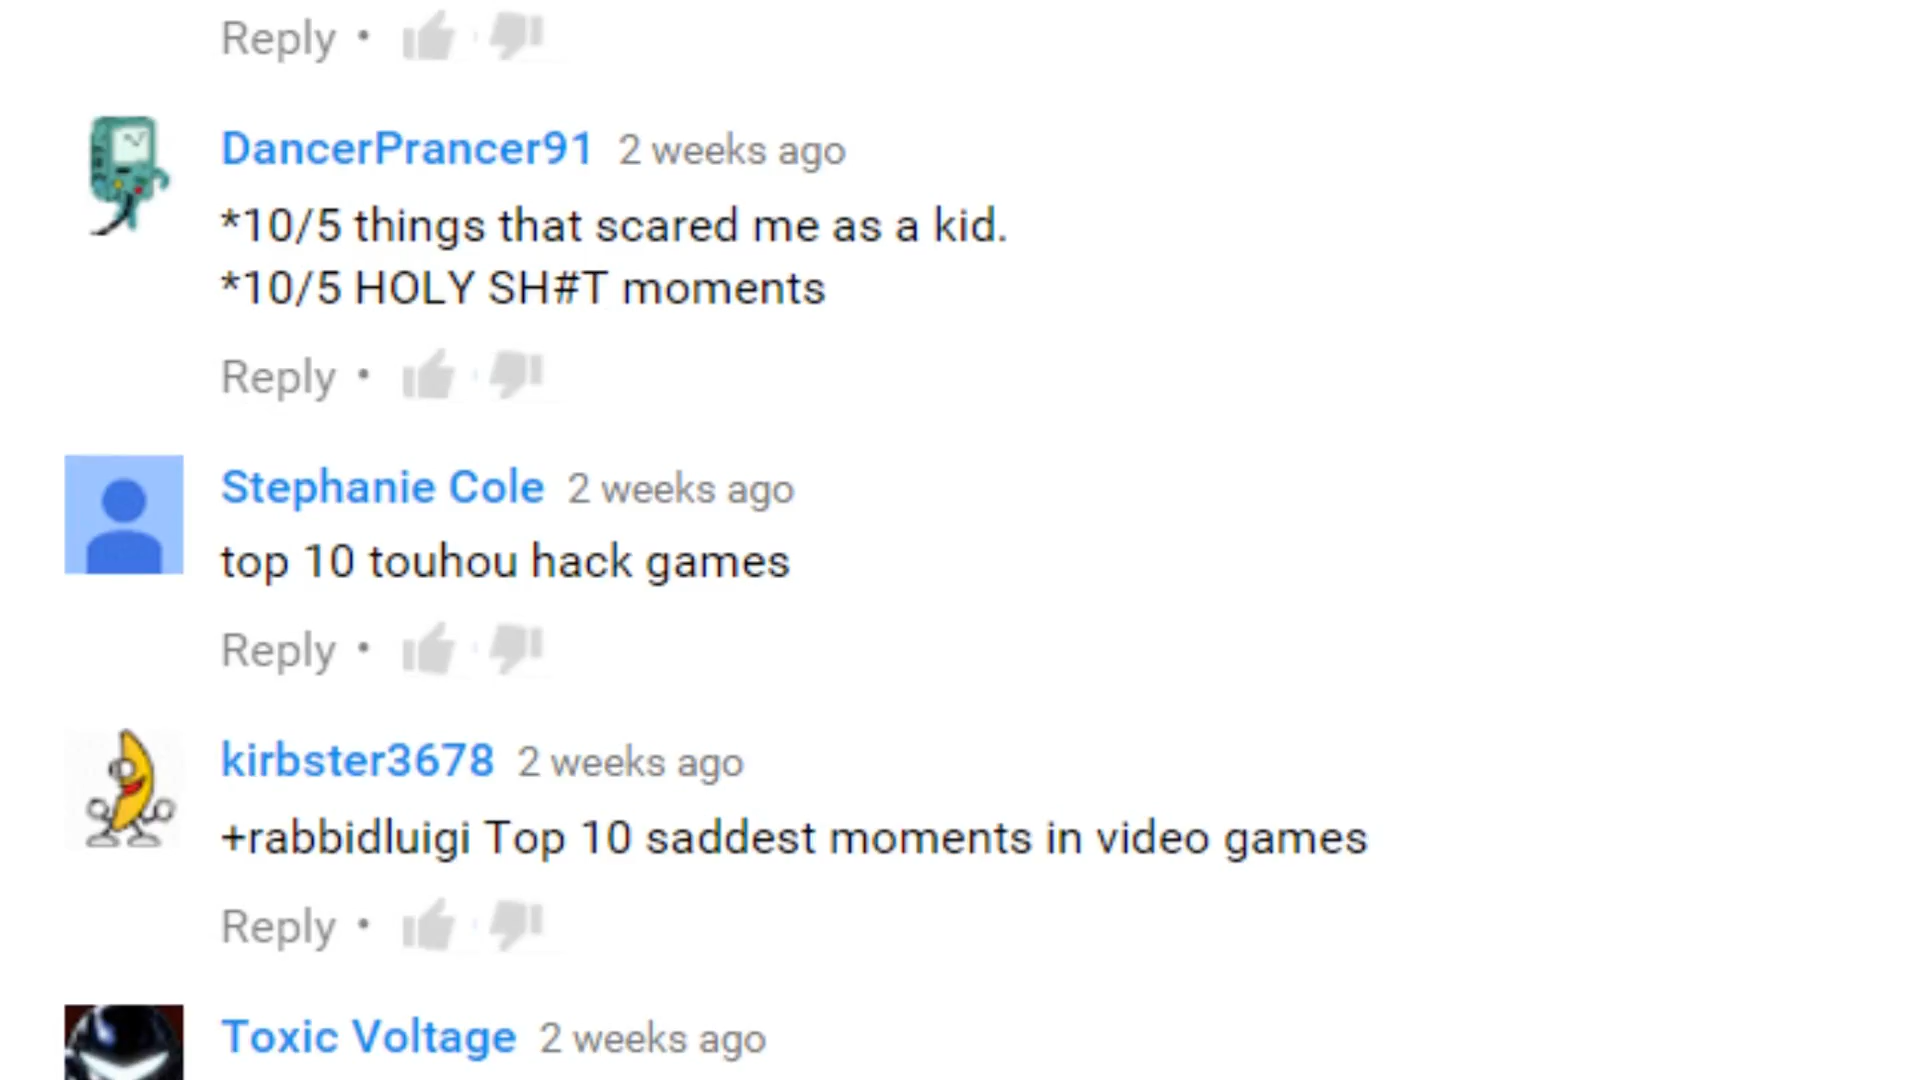 Reply •
DancerPrancer91 2 weeks ago
*10/5 things that scared me as a kid.
*10/5 HOLY SH#T moments
Reply •
Stephanie Cole 2 weeks ago
top 10 touhou hack games
Reply •
kirbster3678 2 weeks ago
+rabbidluigi Top 10 saddest moments in video games
Reply •
Toxic Voltage 2 weeks ago